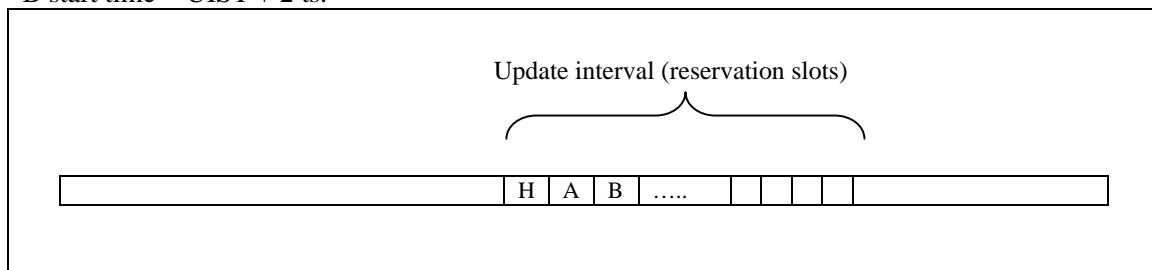 start time UIST + 2 ts.
Update interval (reservation slots)
H A B …..